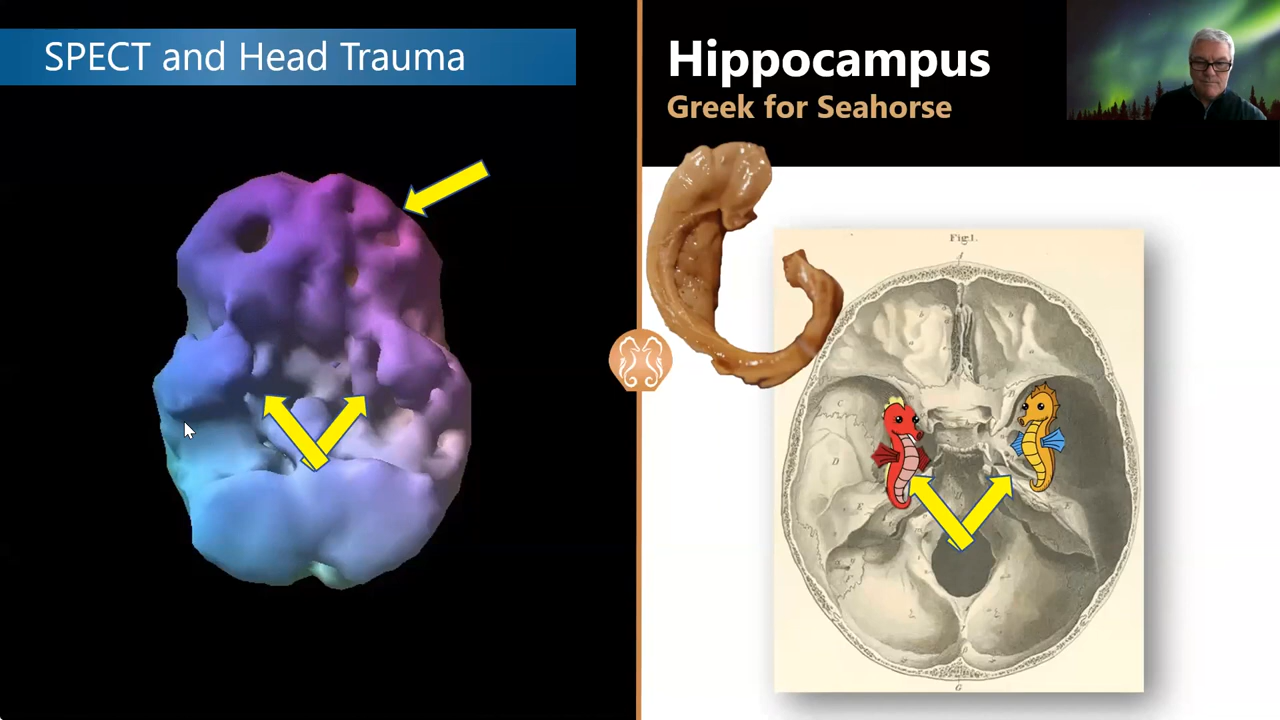 SPECT and Head Trauma
Hippocampus
Greek for Seahorse
Fig:1.
A
C
D
E
E
H
G